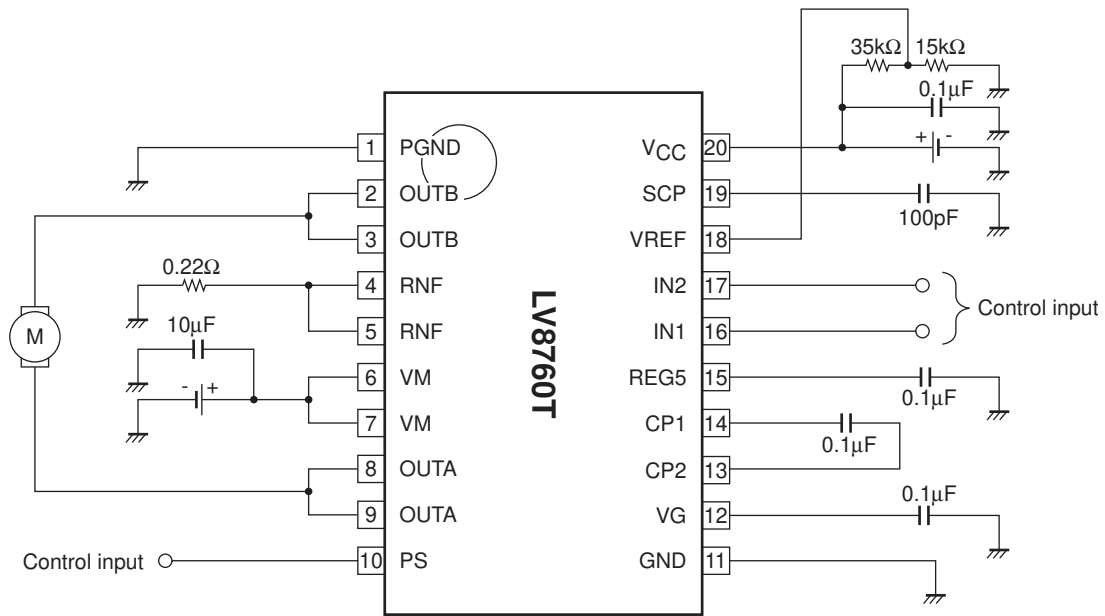 35kΩ 15kΩ
0.1μF
+ -
100pF
Control input
0.1μF
0.1μF
0.1μF
LV8760T
1 PGND
2 OUTB
3 OUTB
4 RNF
5 RNF
6 VM
7 VM
8 OUTA
9 OUTA
10 PS
VCC 20
SCP 19
VREF 18
IN2 17
IN1 16
REG5 15
CP1 14
CP2 13
VG 12
GND 11
0.22Ω
10μF
- +
M
Control input